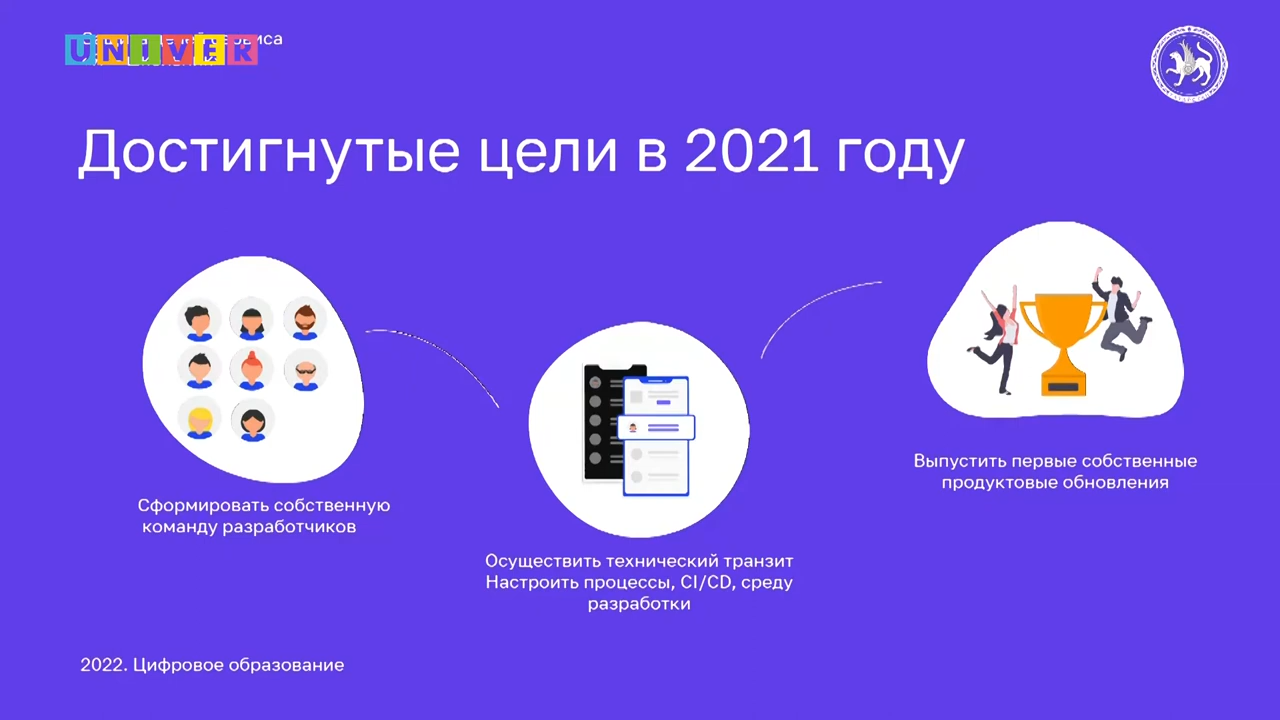 UNIVER
Достигнутые цели в 2021 году
Сформировать собственную
команду разработчиков
Осуществить технический транзит
Настроить процессы, CI/CD, среду
разработки
Выпустить первые собственные
продуктовые обновления
2022. Цифровое образование